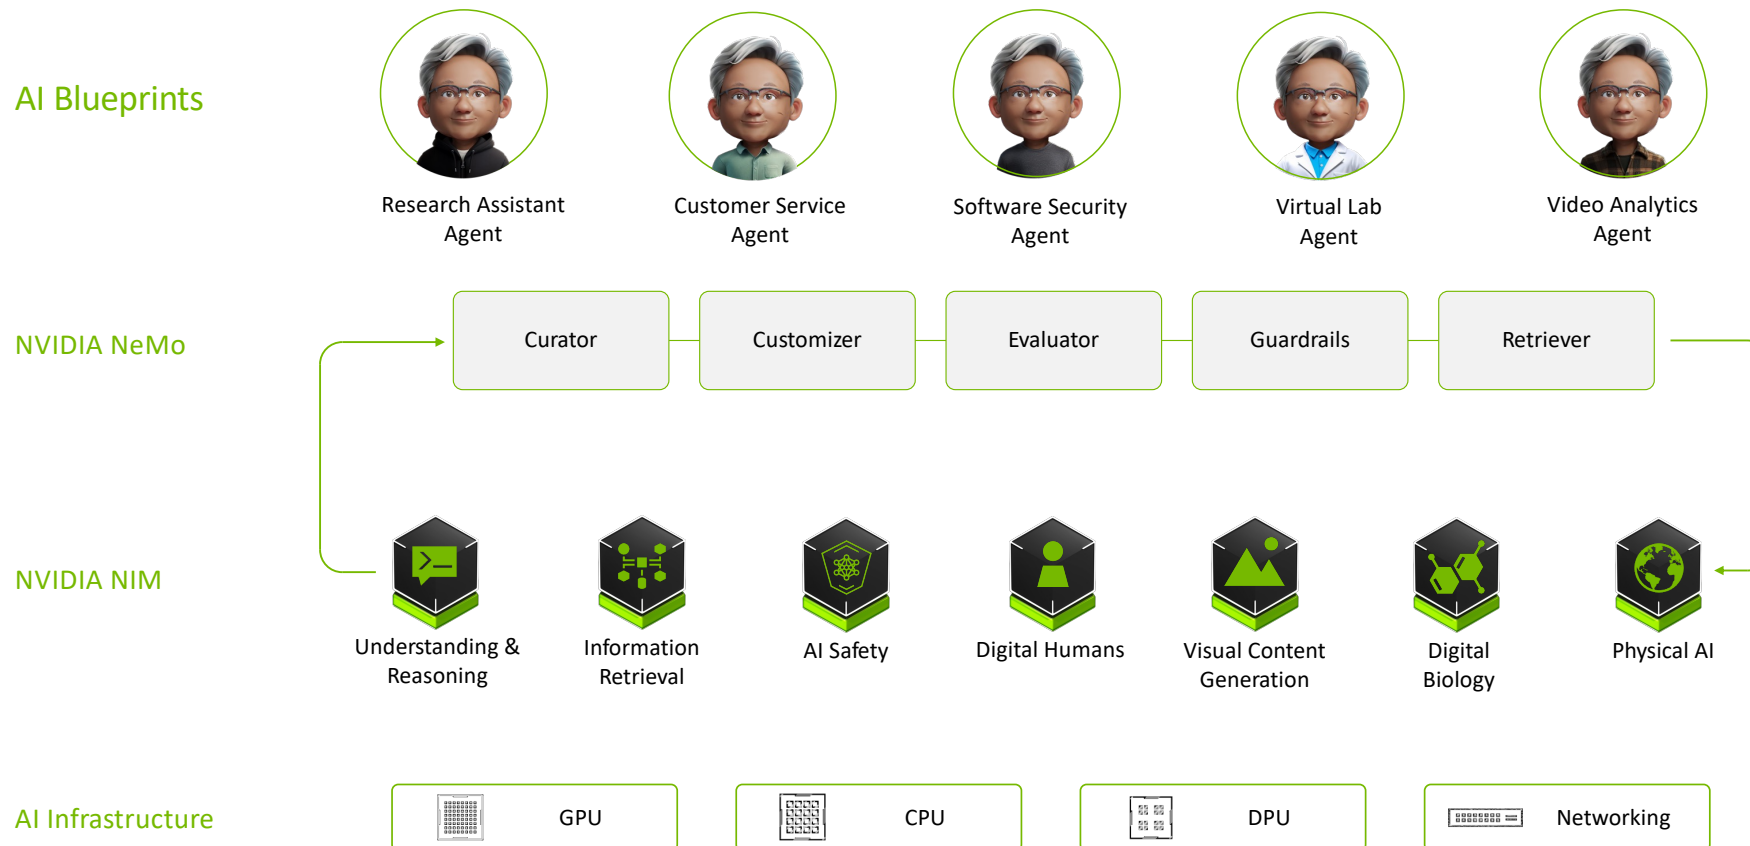 AI Blueprints
Research Assistant
Agent
Customer Service
Agent
Software Security
Agent
Virtual Lab
Agent
Video Analytics
Agent
NVIDIA NeMo
Curator
Customizer
Evaluator
Guardrails
Retriever
NVIDIA NIM
Understanding &
Reasoning
Information
Retrieval
AI Safety
Digital Humans
Visual Content
Generation
Digital
Biology
Physical AI
AI Infrastructure
GPU
CPU
DPU
Networking